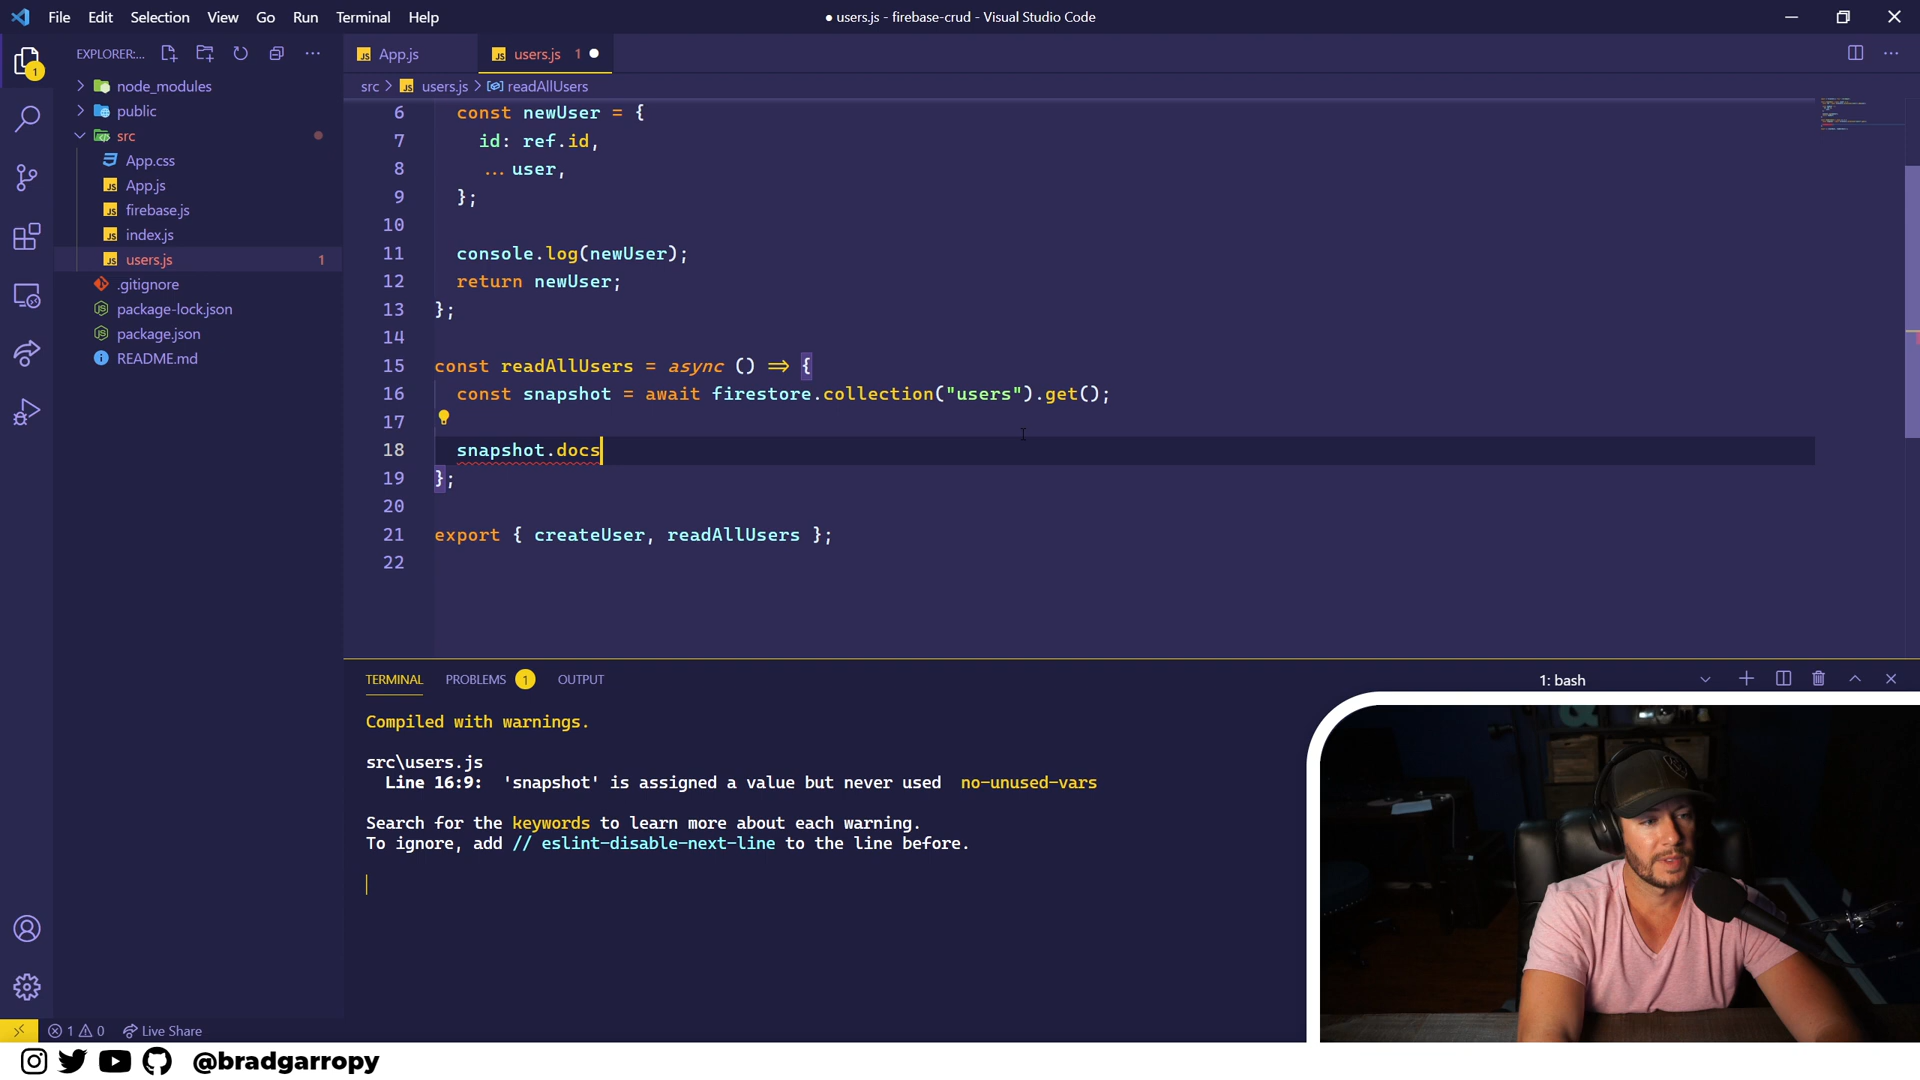 File Edit Selection View Go Run Terminal Help
● users.js - firebase-crud - Visual Studio Code
EXPLORER:...
App.js
users.js 1
src > users.js > readAllUsers
1
node_modules
public
src
App.css
App.js
firebase.js
index.js
users.js 1
.gitignore
package-lock.json
package.json
README.md
6 const newUser = {
7 id: ref.id,
8 ...user,
9 };
10
11 console.log(newUser);
12 return newUser;
13 };
14
15 const readAllUsers = async () => {
16 const snapshot = await firestore.collection("users").get();
17
18 snapshot.docs
19 };
20
21 export { createUser, readAllUsers };
22
TERMINAL PROBLEMS 1 OUTPUT
1: bash
Compiled with warnings.
src\users.js
Line 16:9: 'snapshot' is assigned a value but never used no-unused-vars
Search for the keywords to learn more about each warning.
To ignore, add // eslint-disable-next-line to the line before.
1 0 Live Share
@bradgarropy